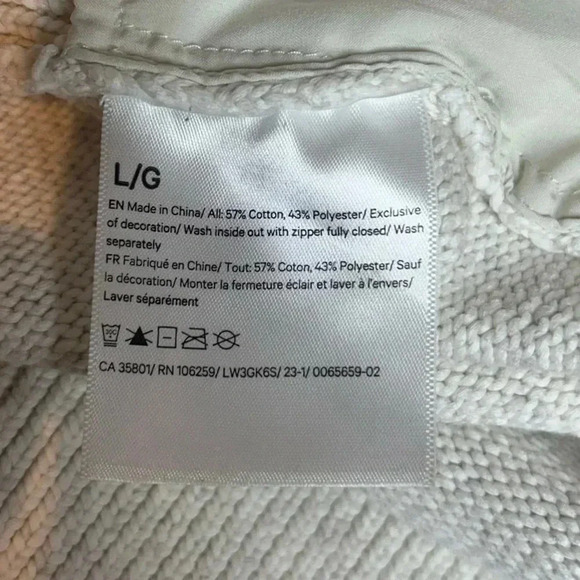 L/G
EN Made in China/ All: 57% Cotton, 43% Polyester/ Exclusive
of decoration/ Wash inside out with zipper fully closed/ Wash
separately
FR Fabriqué en Chine/ Tout: 57% Coton, 43% Polyester/ Sauf
la décoration/ Monter la fermeture éclair et laver à l'envers/
Laver séparément
30C
CA 35801/ RN 106259/ LW3GK6S/ 23-1/ 0065659-02